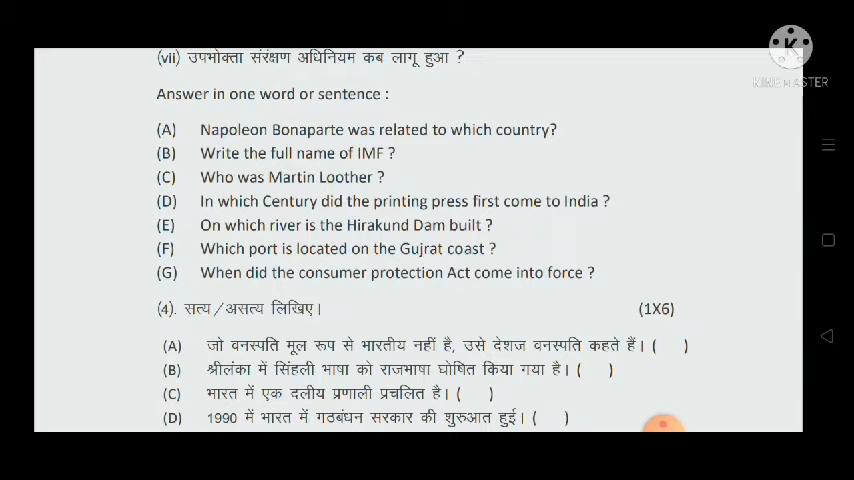 (vii) उपभोक्ता संरंक्षण अधिनियम कब लागू हुआ ?
KINEMASTER
Answer in one word or sentence :
(A) Napoleon Bonaparte was related to which country?
(B) Write the full name of IMF ?
(C) Who was Martin Loother ?
(D) In which Century did the printing press first come to India ?
(E) On which river is the Hirakund Dam built ?
(F) Which port is located on the Gujrat coast ?
(G) When did the consumer protection Act come into force ?
(4). सत्य /असत्य लिखिए। (1X6)
(A) जो वनस्पति मूल रूप से भारतीय नहीं है, उसे देशज वनस्पति कहते हैं। ( )
(B) श्रीलंका में सिंहली भाषा को राजभाषा घोषित किया गया है। ( )
(C) भारत में एक दलीय प्रणाली प्रचलित है। ( )
(D) 1990 में भारत में गठबंधन सरकार की शुरुआत हुई। ( )